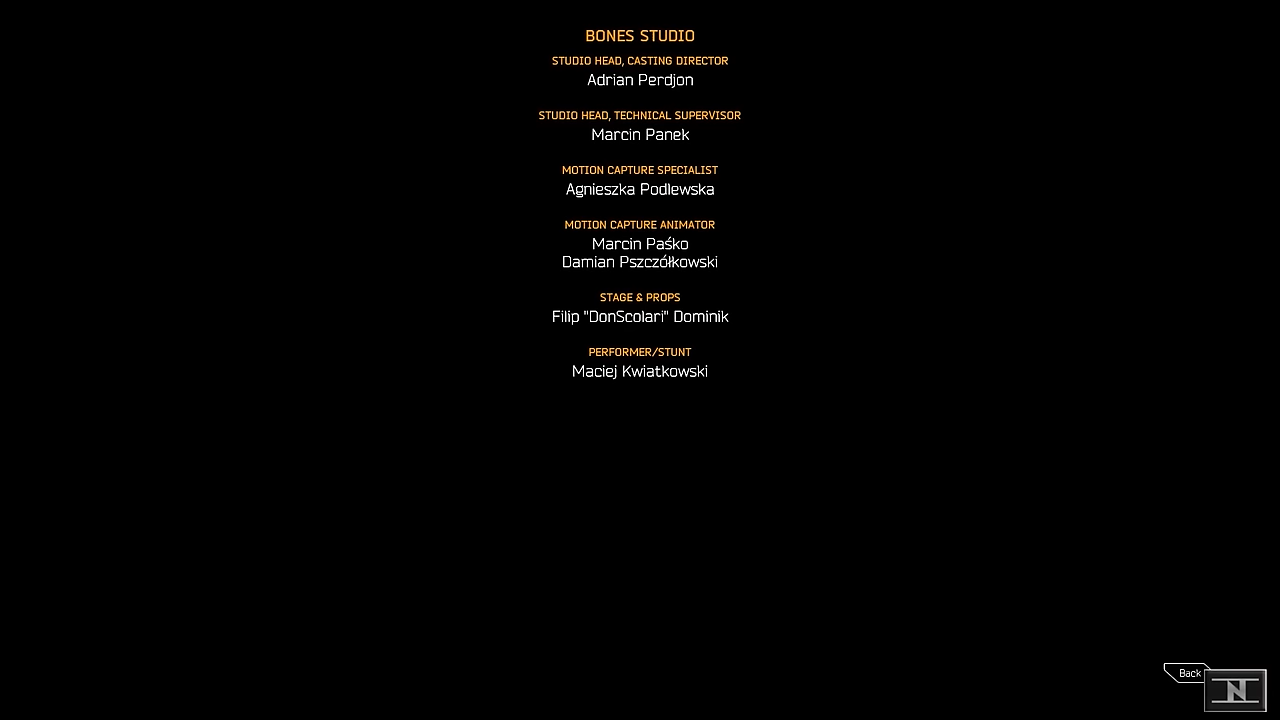 BONES STUDIO
STUDIO HEAD, CASTING DIRECTOR
Adrian Perdjon
STUDIO HEAD, TECHNICAL SUPERVISOR
Marcin Panek
MOTION CAPTURE SPECIALIST
Agnieszka Podlewska
MOTION CAPTURE ANIMATOR
Marcin Paśko
Damian Pszczółkowski
STAGE & PROPS
Filip "DonScolari" Dominik
PERFORMER/STUNT
Maciej Kwiatkowski
Back
N